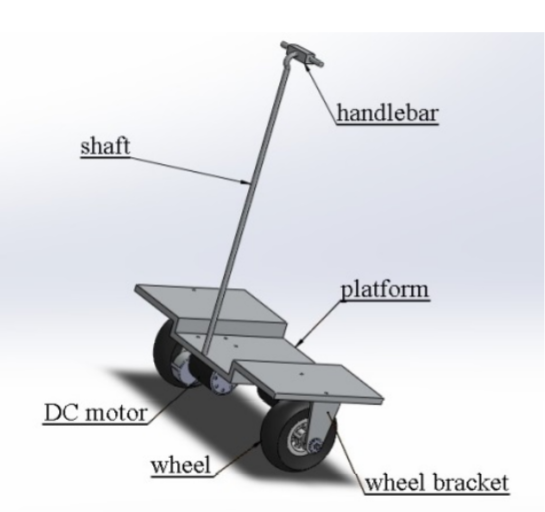 handlebar
shaft
platform
DC motor
wheel
wheel bracket